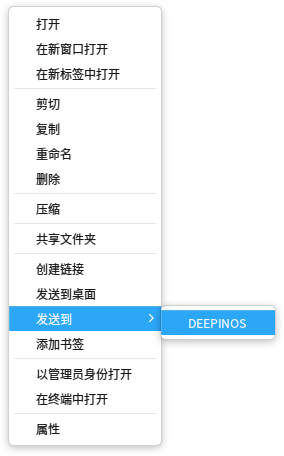 打开
在新窗口打开
在新标签中打开
剪切
复制
重命名
删除
压缩
共享文件夹
创建链接
发送到桌面
发送到
DEEPINOS
添加书签
以管理员身份打开
在终端中打开
属性